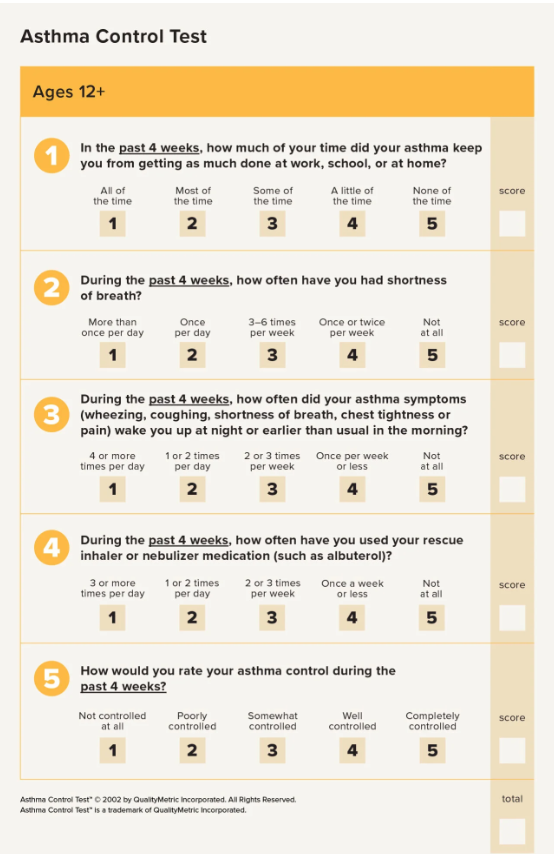 Asthma Control Test
Ages 12+
1
In the past 4 weeks, how much of your time did your asthma keep
you from getting as much done at work, school, or at home?
All of the time Most of the time Some of the time A little of the time None of the time score
1 2 3 4 5
2
During the past 4 weeks, how often have you had shortness
of breath?
More than once per day Once per day 3–6 times per week Once or twice per week Not at all score
1 2 3 4 5
3
During the past 4 weeks, how often did your asthma symptoms
(wheezing, coughing, shortness of breath, chest tightness or
pain) wake you up at night or earlier than usual in the morning?
4 or more times per day 1 or 2 times per day 2 or 3 times per week Once per week or less Not at all score
1 2 3 4 5
4
During the past 4 weeks, how often have you used your rescue
inhaler or nebulizer medication (such as albuterol)?
3 or more times per day 1 or 2 times per day 2 or 3 times per week Once a week or less Not at all score
1 2 3 4 5
5
How would you rate your asthma control during the
past 4 weeks?
Not controlled at all Poorly controlled Somewhat controlled Well controlled Completely controlled score
1 2 3 4 5
Asthma Control Test™ © 2002 by QualityMetric Incorporated. All Rights Reserved.
Asthma Control Test™ is a trademark of QualityMetric Incorporated.
total